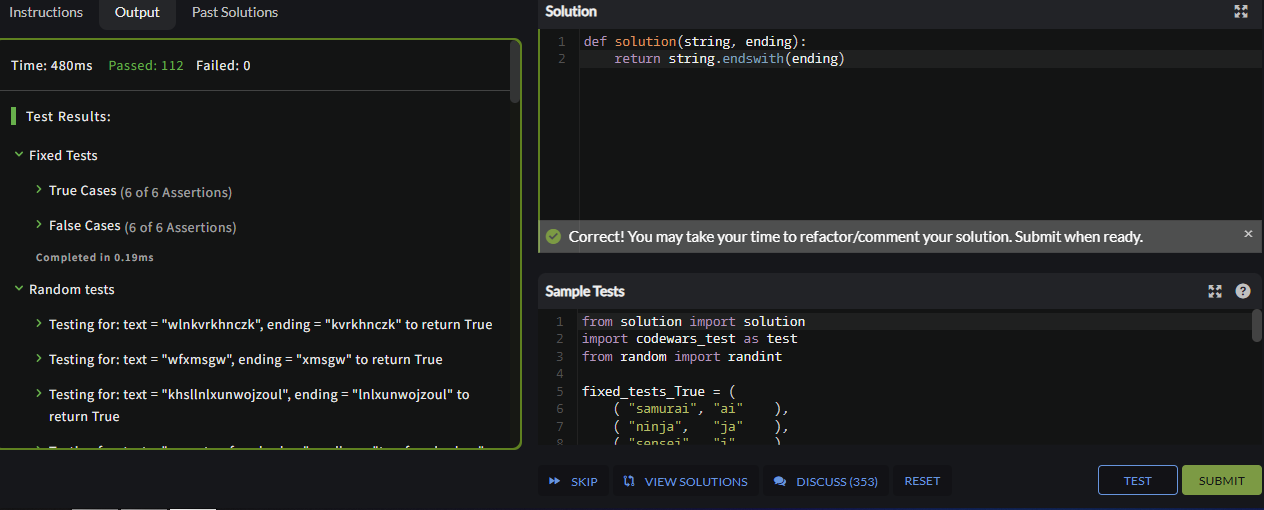 Instructions Output Past Solutions
Time: 480ms Passed: 112 Failed: 0
Test Results:
Fixed Tests
True Cases (6 of 6 Assertions)
False Cases (6 of 6 Assertions)
Completed in 0.19ms
Random tests
Testing for: text = "wlnkvrkhnczk", ending = "kvrkhnczk" to return True
Testing for: text = "wfxmsgw", ending = "xmsgw" to return True
Testing for: text = "khsllnlxunwojzoul", ending = "lnlxunwojzoul" to
return True
Solution
1 def solution(string, ending):
2 return string.endswith(ending)
Correct! You may take your time to refactor/comment your solution. Submit when ready.
Sample Tests
1 from solution import solution
2 import codewars_test as test
3 from random import randint
4
5 fixed_tests_True = (
6 ( "samurai", "ai" ),
7 ( "ninja", "ja" ),
8 ( "sensei", "i" ),
SKIP VIEW SOLUTIONS DISCUSS (353) RESET TEST SUBMIT